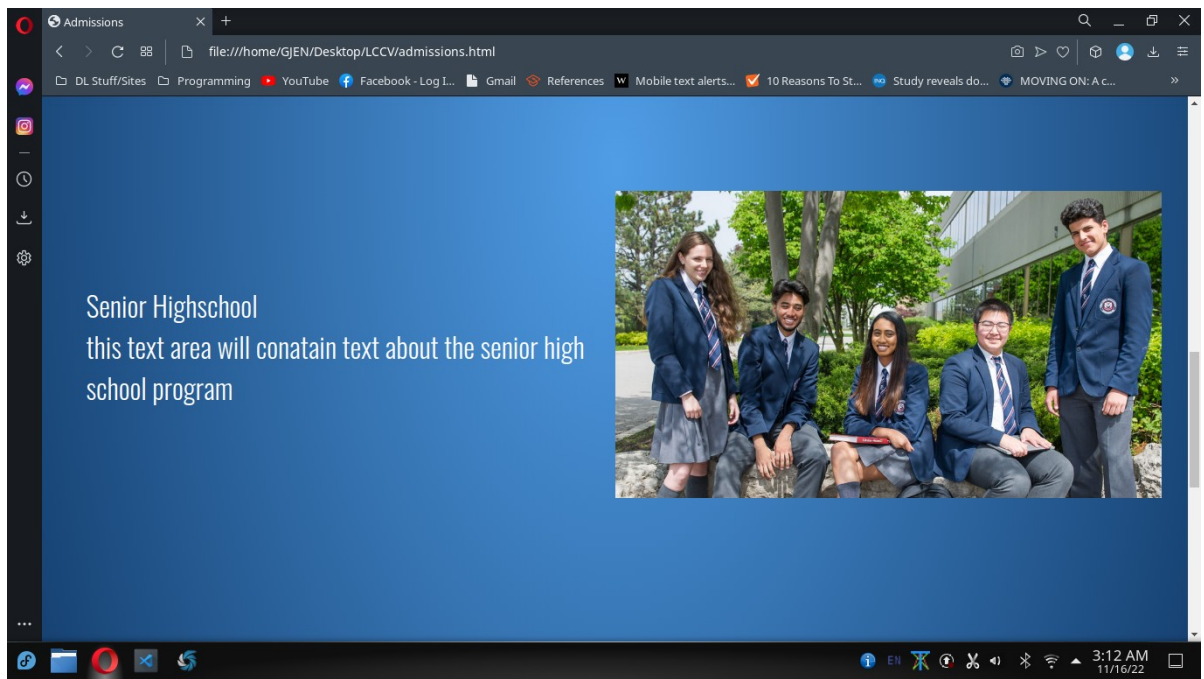 Admissions
file:///home/GJEN/Desktop/LCCV/admissions.html
DL Stuff/Sites
Programming
YouTube
Facebook - Log I...
Gmail
References
W
Mobile text alerts...
10 Reasons To St...
Study reveals do...
MOVING ON: A c...
Senior Highschool
this text area will conatain text about the senior high
school program
EN
3:12 AM
11/16/22